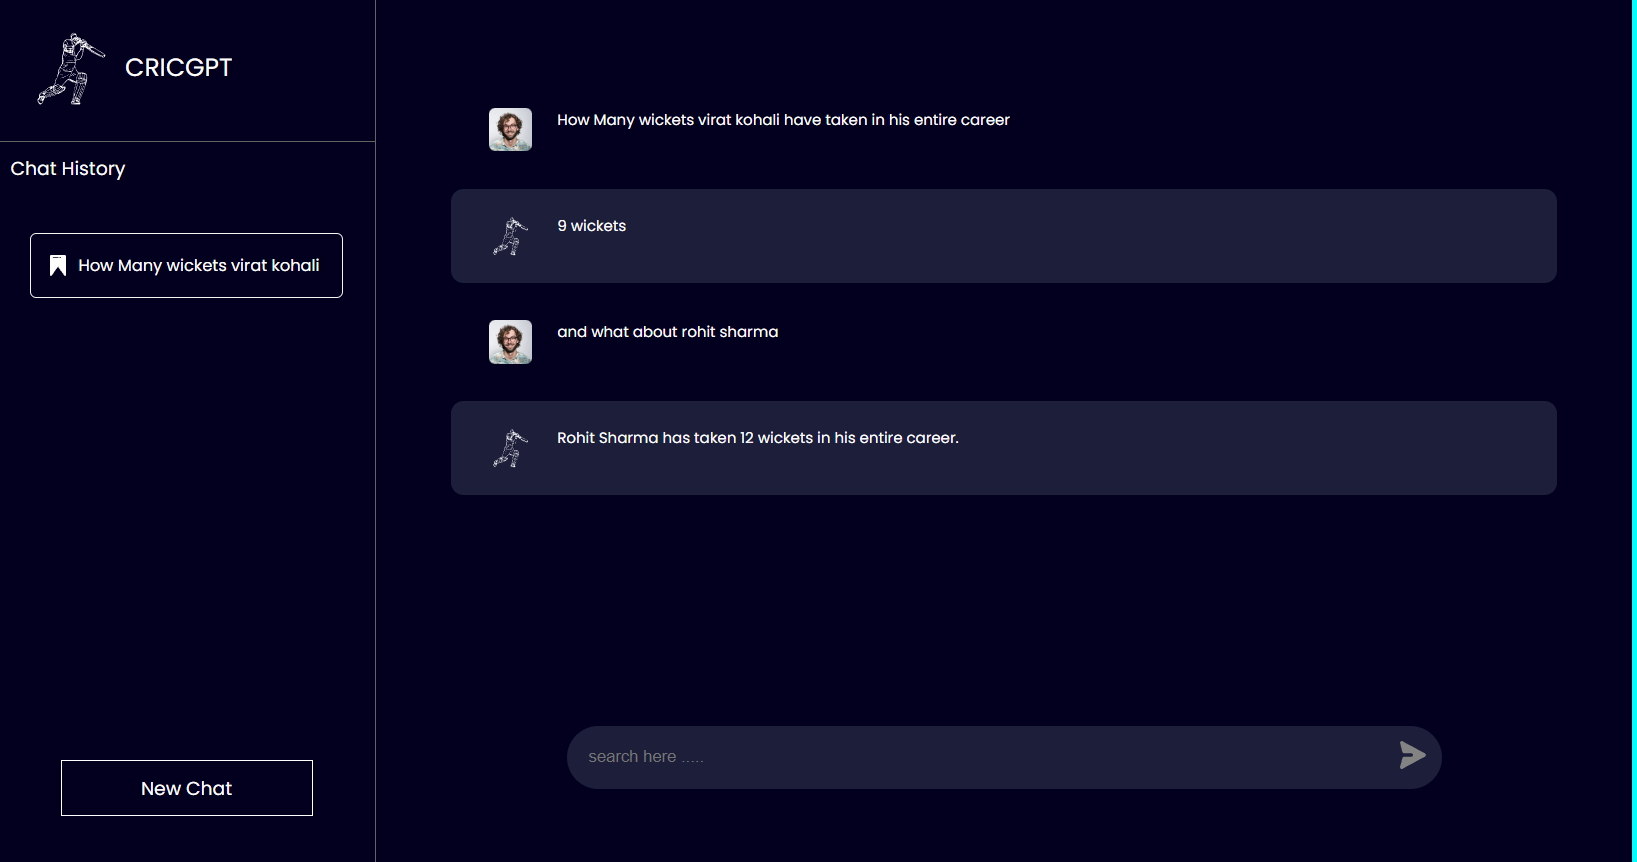 CRICGPT
Chat History
How Many wickets virat kohali
New Chat
How Many wickets virat kohali have taken in his entire career
9 wickets
and what about rohit sharma
Rohit Sharma has taken 12 wickets in his entire career.
search here .....